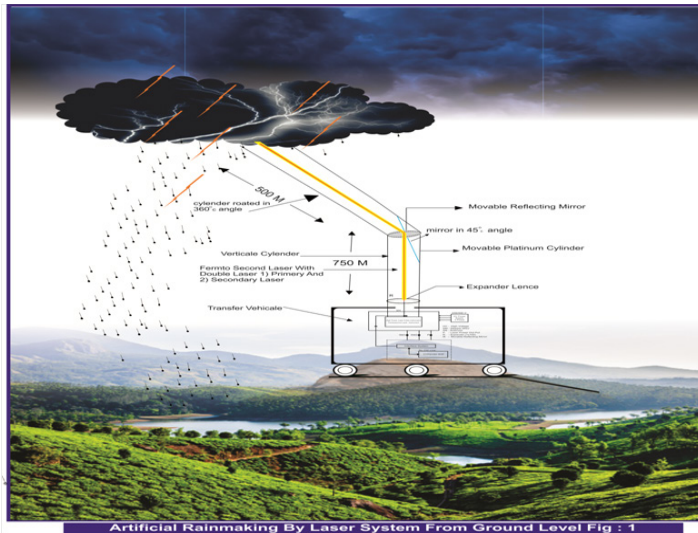 500 M
cylender roated in
360°c angle
Movable Reflecting Mirror
mirror in 45°. angle
Verticale Cylender
750 M
Movable Platinum Cylinder
Fermto Second Laser With
Double Laser 1) Primery And
2) Secondary Laser
Expander Lence
Transfer Vehicale
Artificial Rainmaking By Laser System From Ground Level Fig : 1